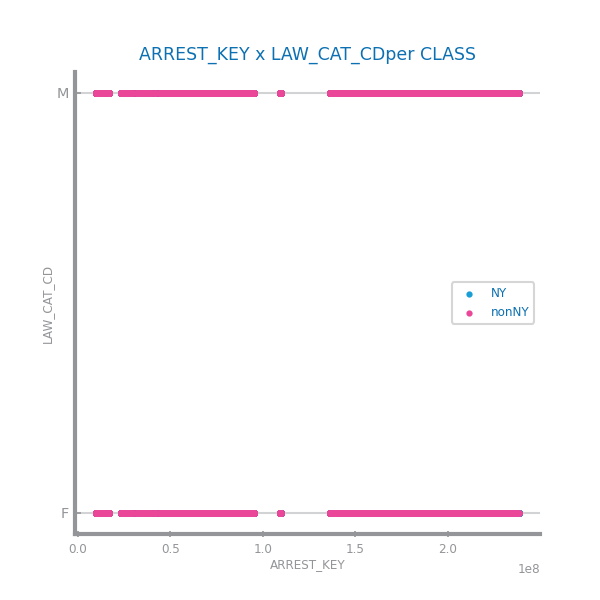 ARREST_KEY x LAW_CAT_CDper CLASS
M
LAW_CAT_CD
NY
nonNY
F
0.0 0.5 1.0 1.5 2.0
ARREST_KEY
1e8